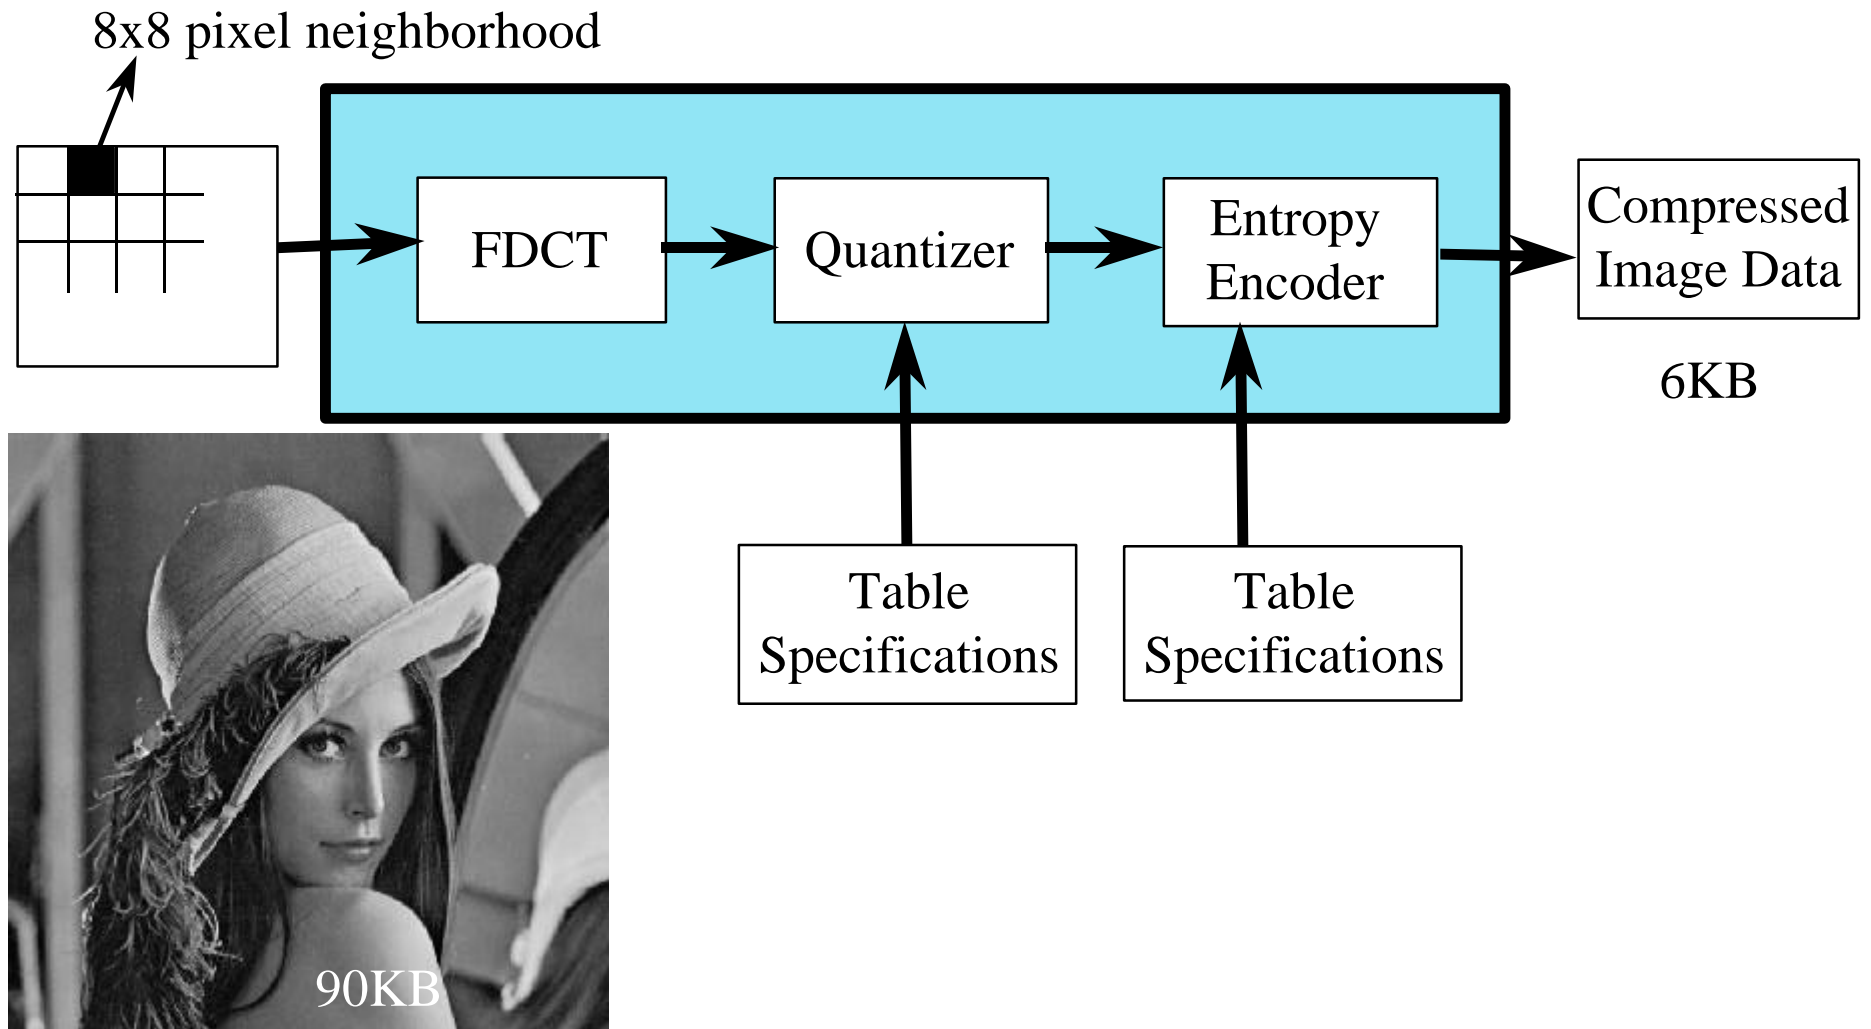 8x8 pixel neighborhood
FDCT
Quantizer
Entropy
Encoder
Compressed
Image Data
6KB
Table
Specifications
Table
Specifications
90KB